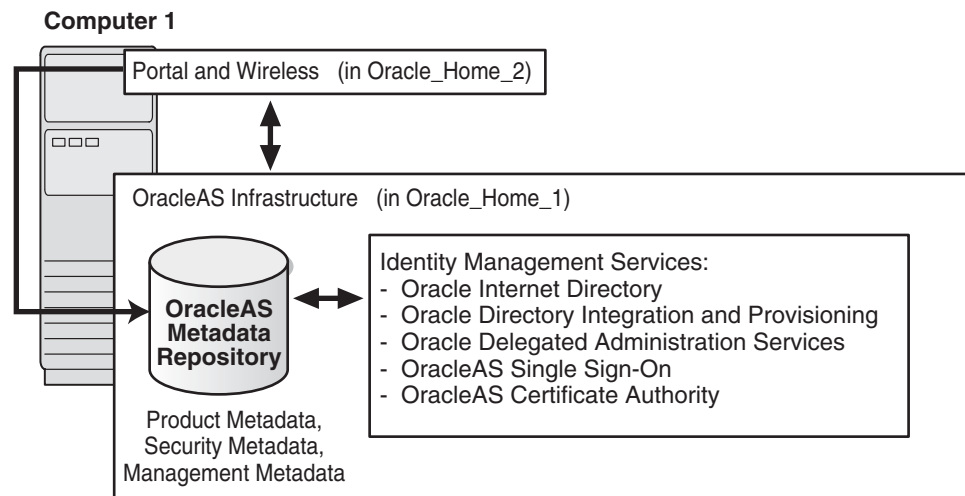 Computer 1
Portal and Wireless (in Oracle_Home_2)
OracleAS Infrastructure (in Oracle_Home_1)
OracleAS
Metadata
Repository
Product Metadata,
Security Metadata,
Management Metadata
Identity Management Services:
- Oracle Internet Directory
- Oracle Directory Integration and Provisioning
- Oracle Delegated Administration Services
- OracleAS Single Sign-On
- OracleAS Certificate Authority